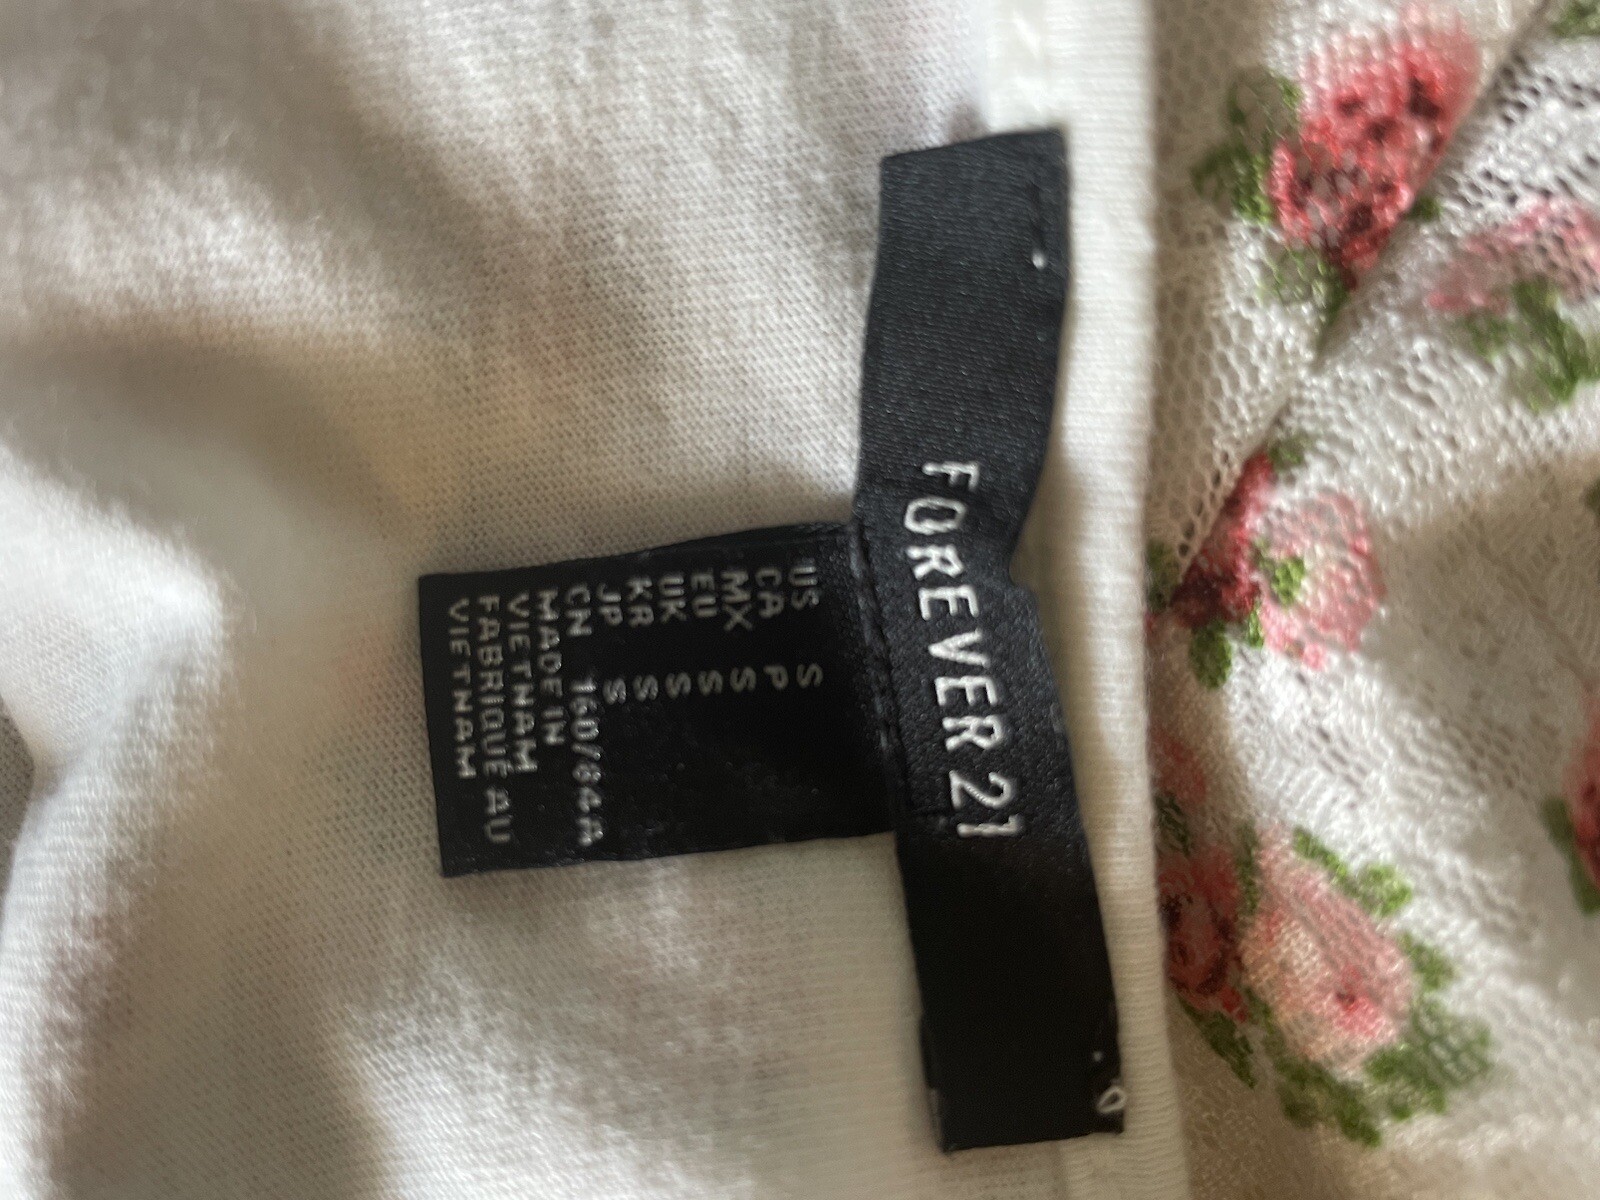 FOREVER 21
US S
CA P
MX S
EU S
UK S
KR S
JP S
CN 160/84A
MADE IN
VIETNAM
FABRIQUÉ AU
VIETNAM